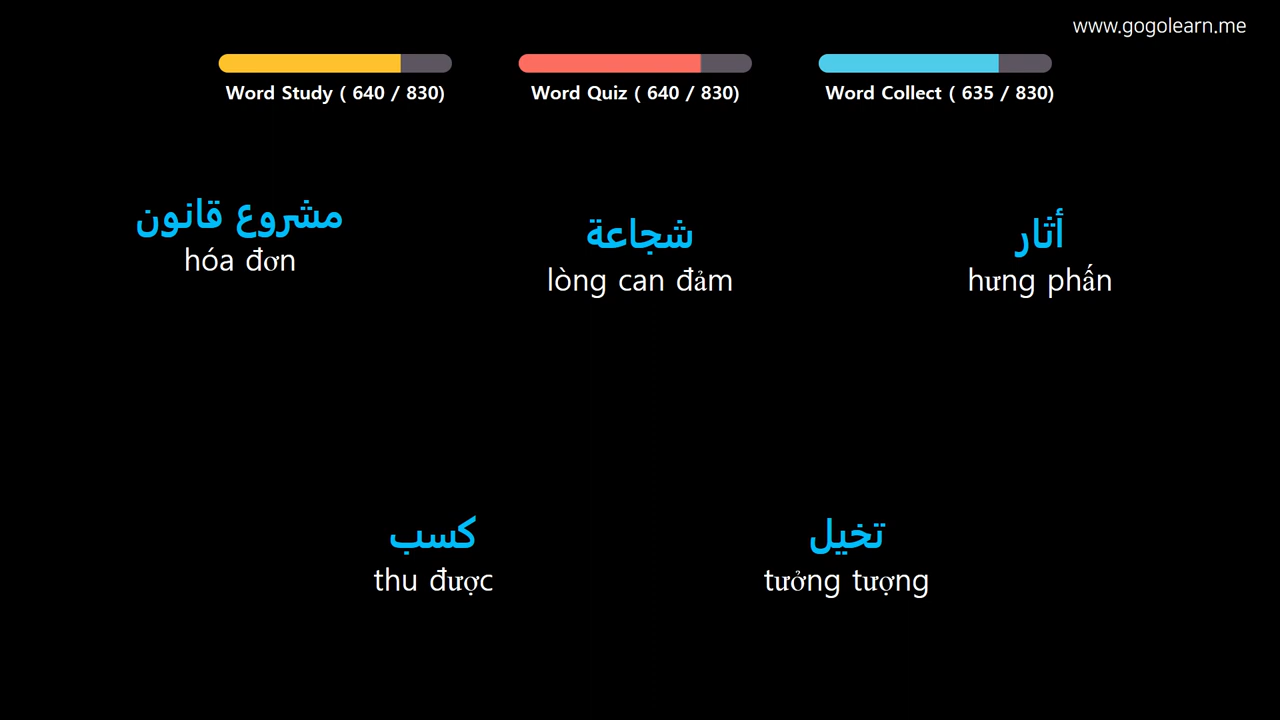 www.gogolearn.me
Word Study ( 640 / 830)
Word Quiz ( 640 / 830)
Word Collect ( 635 / 830)
مشروع قانون
hóa đơn
شجاعة
lòng can đảm
أثار
hưng phấn
كسب
thu được
تخيل
tưởng tượng